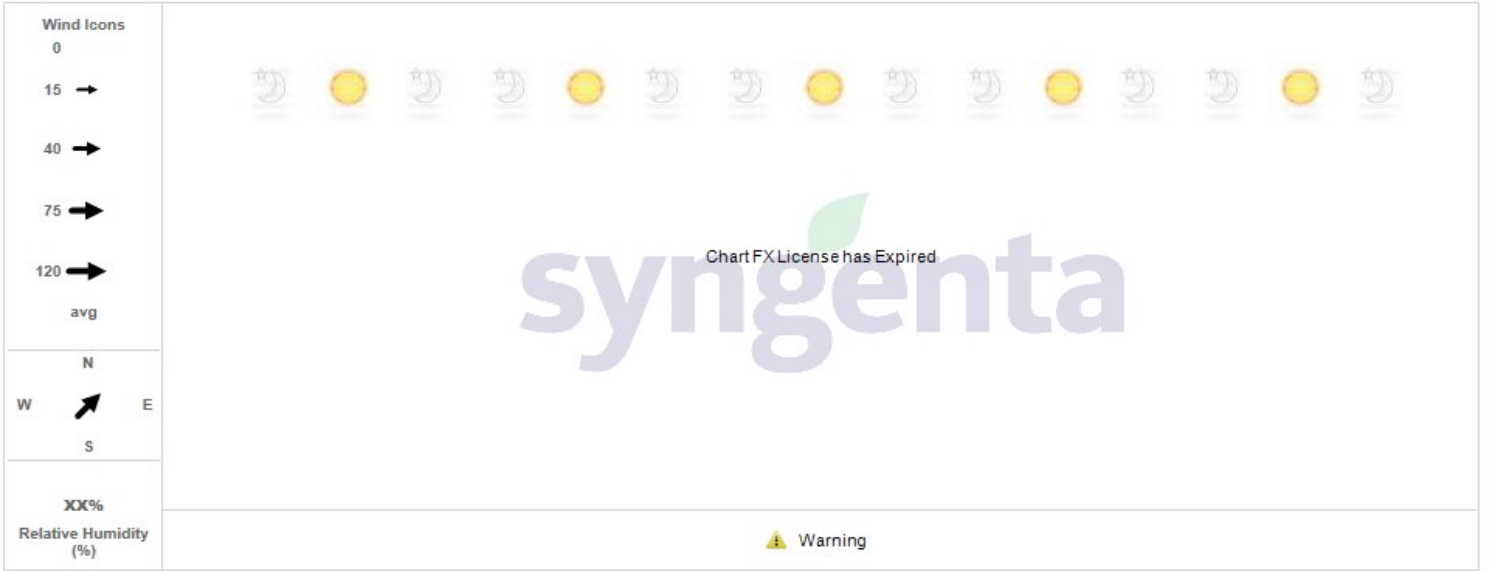 Wind Icons
0
15
40
75
120
avg
N
W E
S
XX%
Relative Humidity
(%)
syngenta
Chart FX License has Expired
Warning